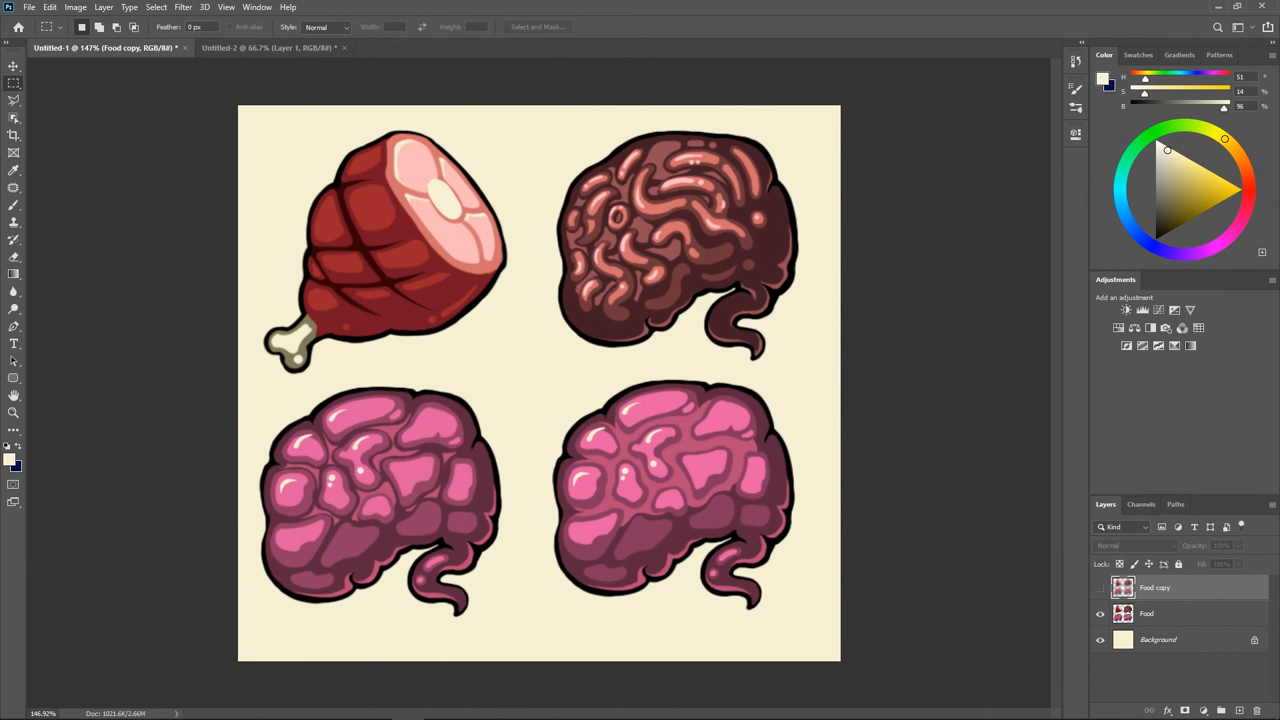 Ps File Edit Image Layer Type Select Filter 3D View Window Help
Feather: 0 px Anti-alias Style: Normal Width: Height: Select and Mask...
Untitled-1 @ 147% (Food copy, RGB/8#) * × Untitled-2 @ 66.7% (Layer 1, RGB/8#) * ×
Color Swatches Gradients Patterns
H 51 °
S 14 %
B 96 %
Adjustments
Add an adjustment
Layers Channels Paths
Kind
Normal Opacity: 100%
Lock: Fill: 100%
Food copy
Food
Background
146.92% Doc: 1021.6K/2.66M